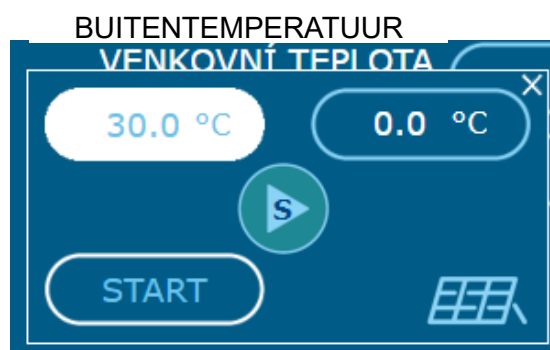 BUITENTEMPERATUUR
VENKOVNÍ TEPLOTA
30.0 °C
0.0 °C
S
START